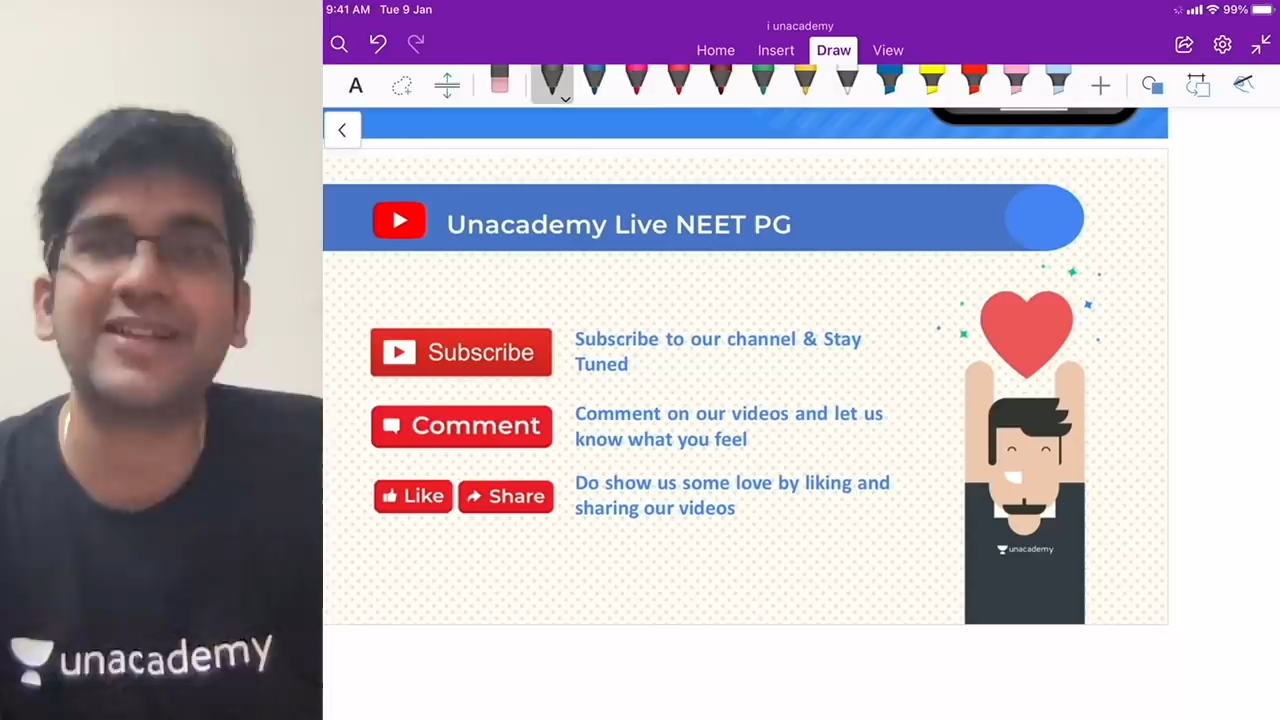 9:41 AM Tue 9 Jan
99%
i unacademy
Home Insert Draw View
A
Unacademy Live NEET PG
Subscribe
Subscribe to our channel & Stay
Tuned
Comment
Comment on our videos and let us
know what you feel
Like Share
Do show us some love by liking and
sharing our videos
unacademy
unacademy